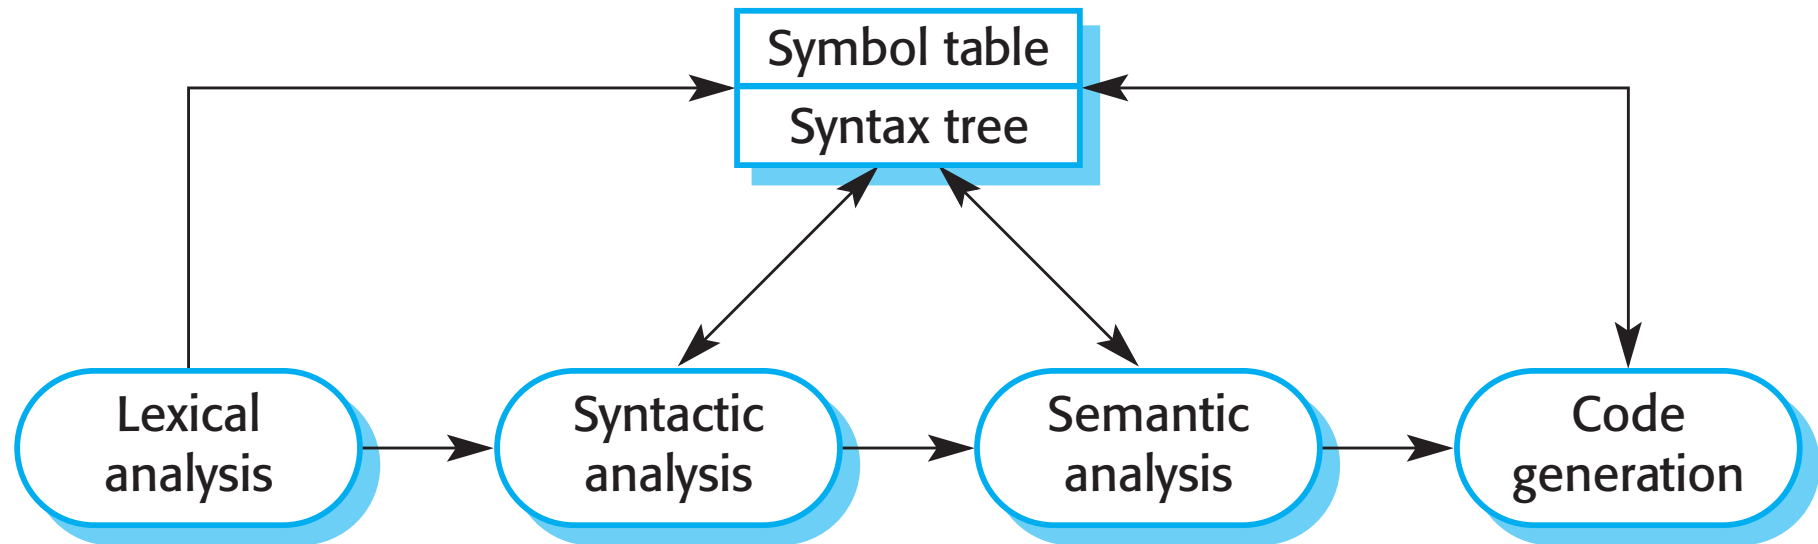 Symbol table
Syntax tree
Lexical
analysis
Syntactic
analysis
Semantic
analysis
Code
generation